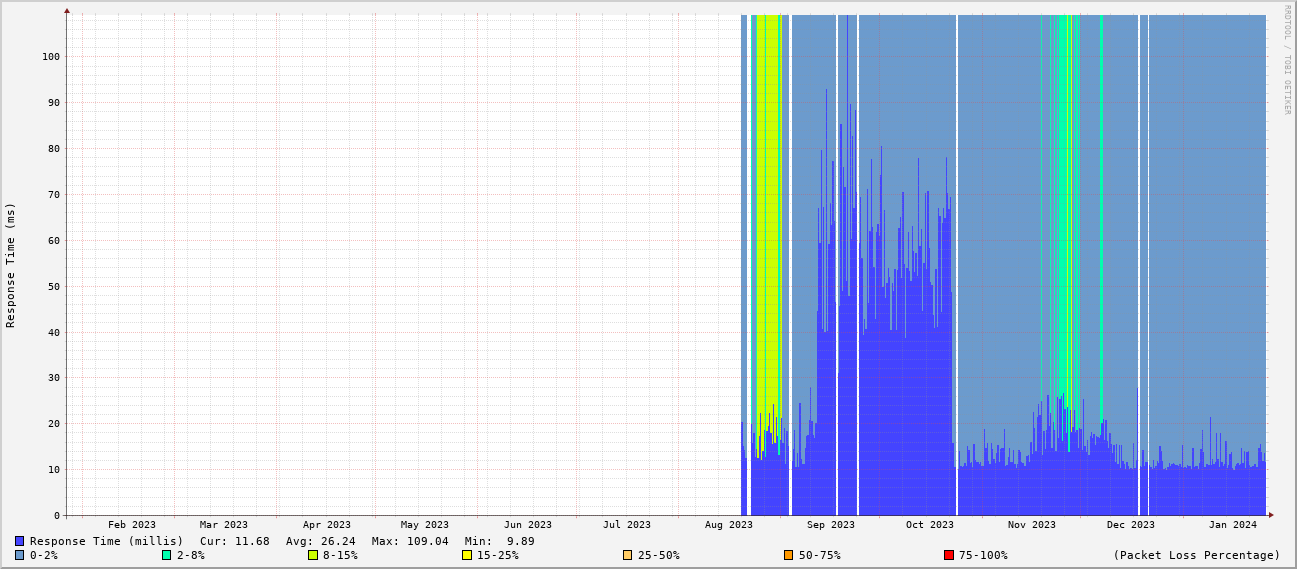 RRDTOOL / TOBI OETIKER
Response Time (ms)
100
90
80
70
60
50
40
30
20
10
0
Feb 2023 Mar 2023 Apr 2023 May 2023 Jun 2023 Jul 2023 Aug 2023 Sep 2023 Oct 2023 Nov 2023 Dec 2023 Jan 2024
Response Time (millis) Cur: 11.68 Avg: 26.24 Max: 109.04 Min: 9.89
0-2% 2-8% 8-15% 15-25% 25-50% 50-75% 75-100% (Packet Loss Percentage)